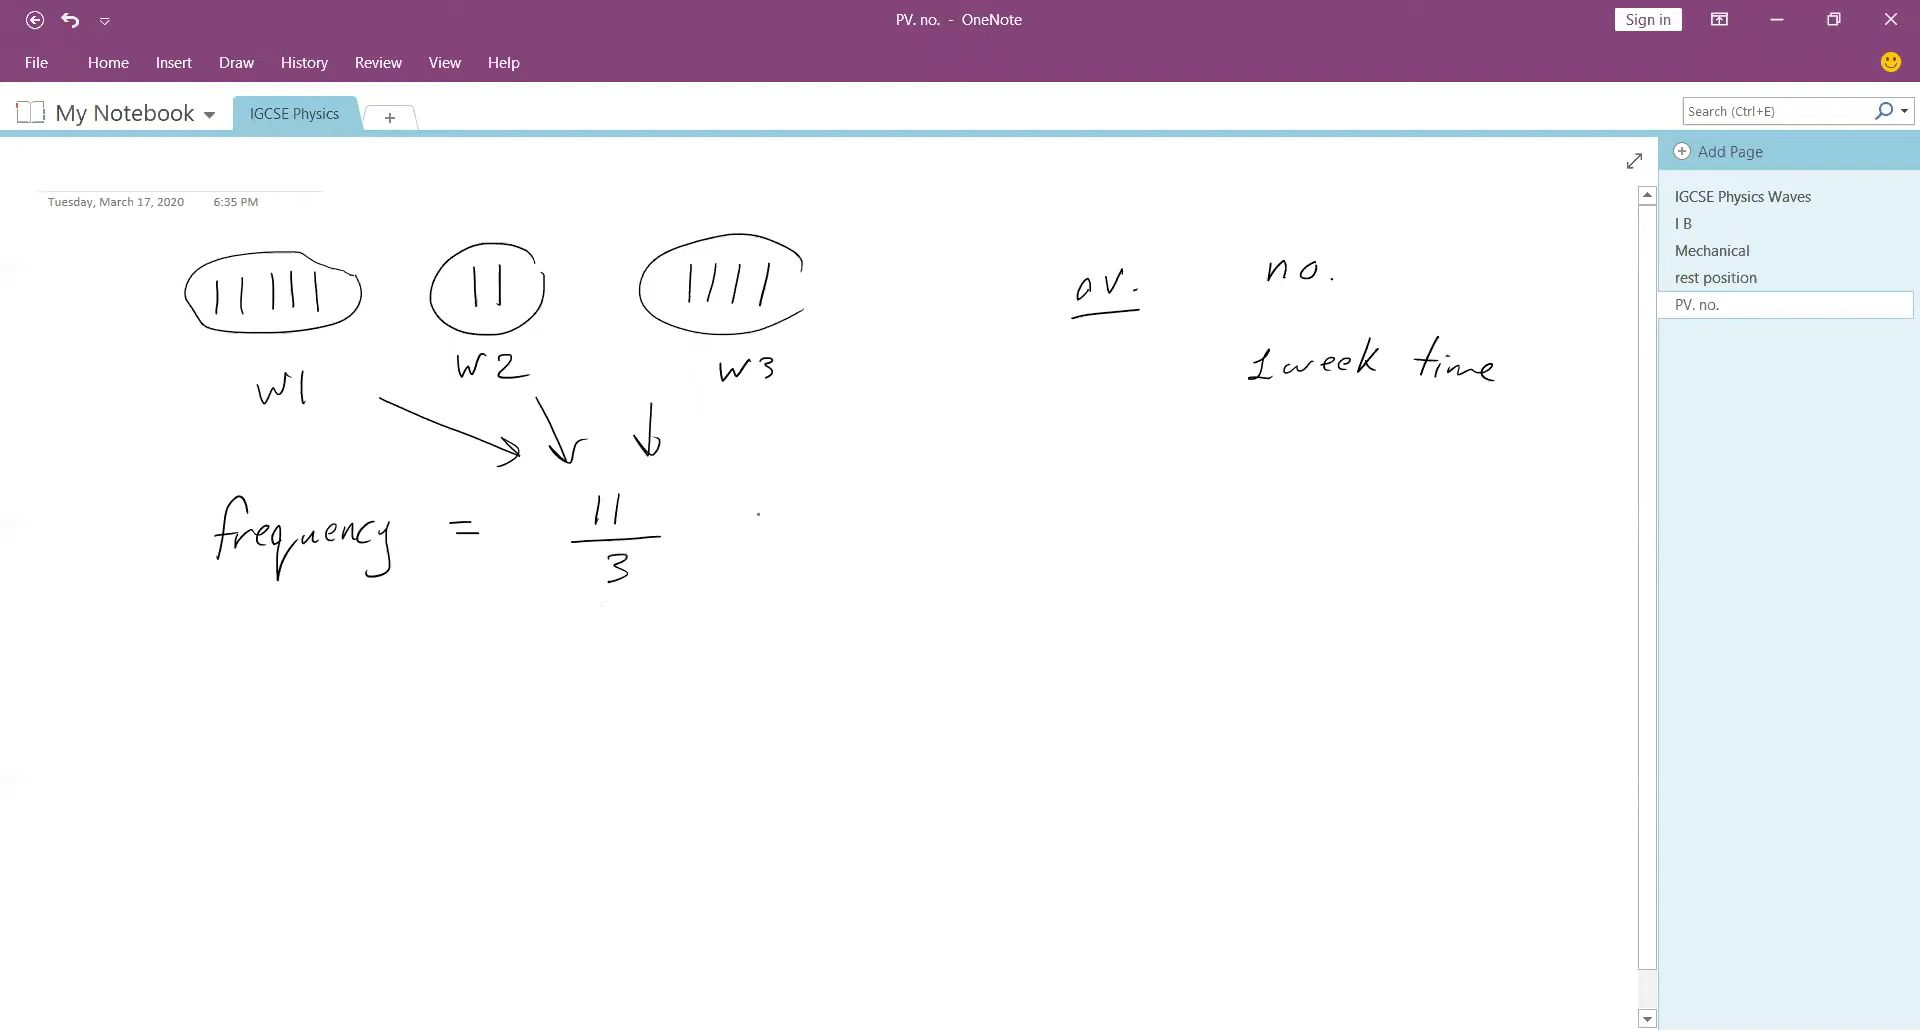 PV. no. - OneNote
Sign in
File Home Insert Draw History Review View Help
My Notebook
IGCSE Physics
+
Search (Ctrl+E)
Add Page
IGCSE Physics Waves
I B
Mechanical
rest position
PV. no.
Tuesday, March 17, 2020 6:35 PM
w1 w2 w3
av. no.
1 week time
frequency = 11
3